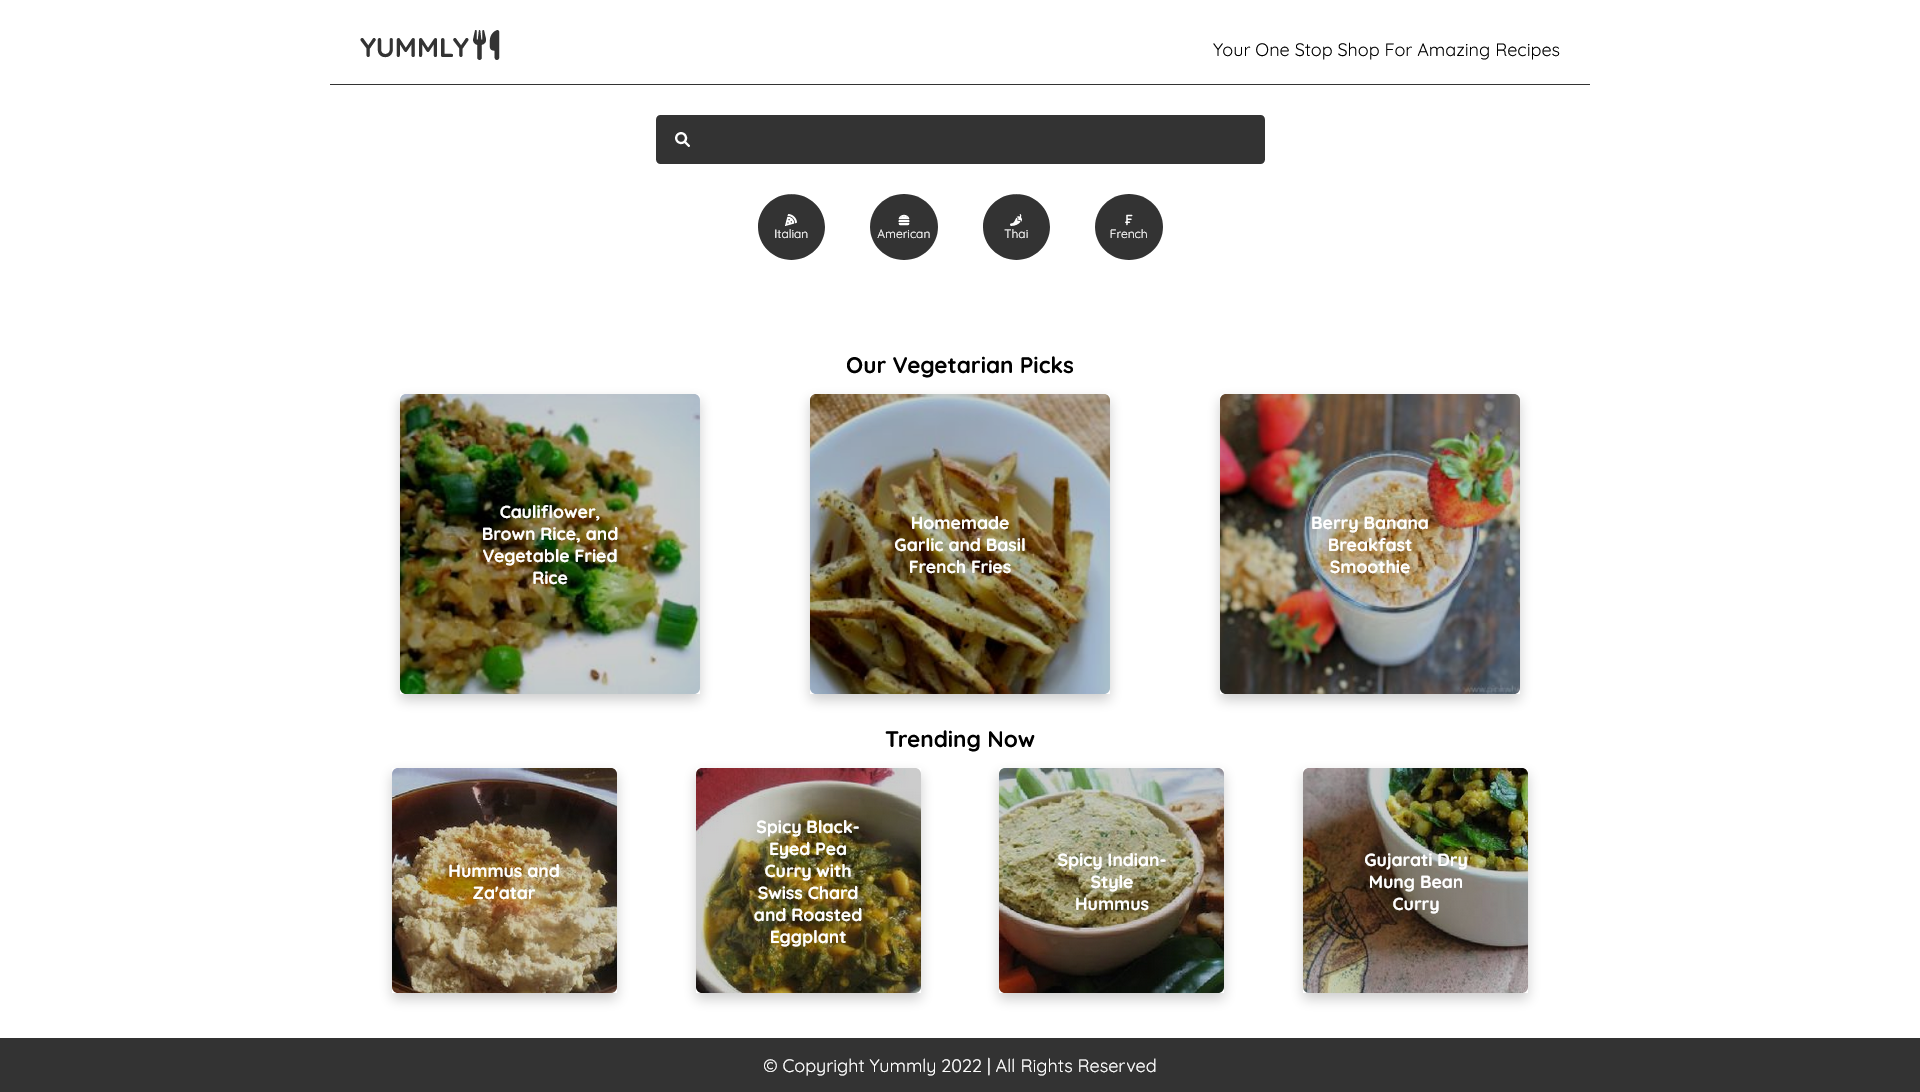 YUMMLY
Your One Stop Shop For Amazing Recipes
Italian
American
Thai
French
Our Vegetarian Picks
Cauliflower,
Brown Rice, and
Vegetable Fried
Rice
Homemade
Garlic and Basil
French Fries
Berry Banana
Breakfast
Smoothie
Trending Now
Hummus and
Za'atar
Spicy Black-
Eyed Pea
Curry with
Swiss Chard
and Roasted
Eggplant
Spicy Indian-
Style
Hummus
Gujarati Dry
Mung Bean
Curry
© Copyright Yummly 2022 | All Rights Reserved